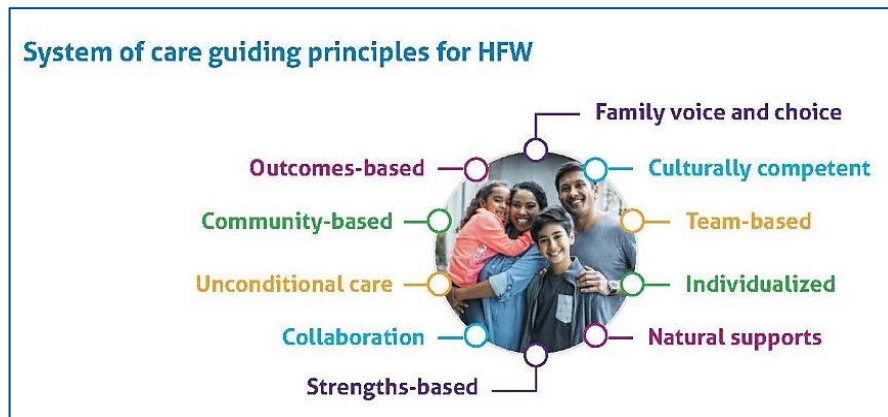 System of care guiding principles for HFW
Family voice and choice
Outcomes-based
Culturally competent
Community-based
Team-based
Unconditional care
Individualized
Collaboration
Natural supports
Strengths-based